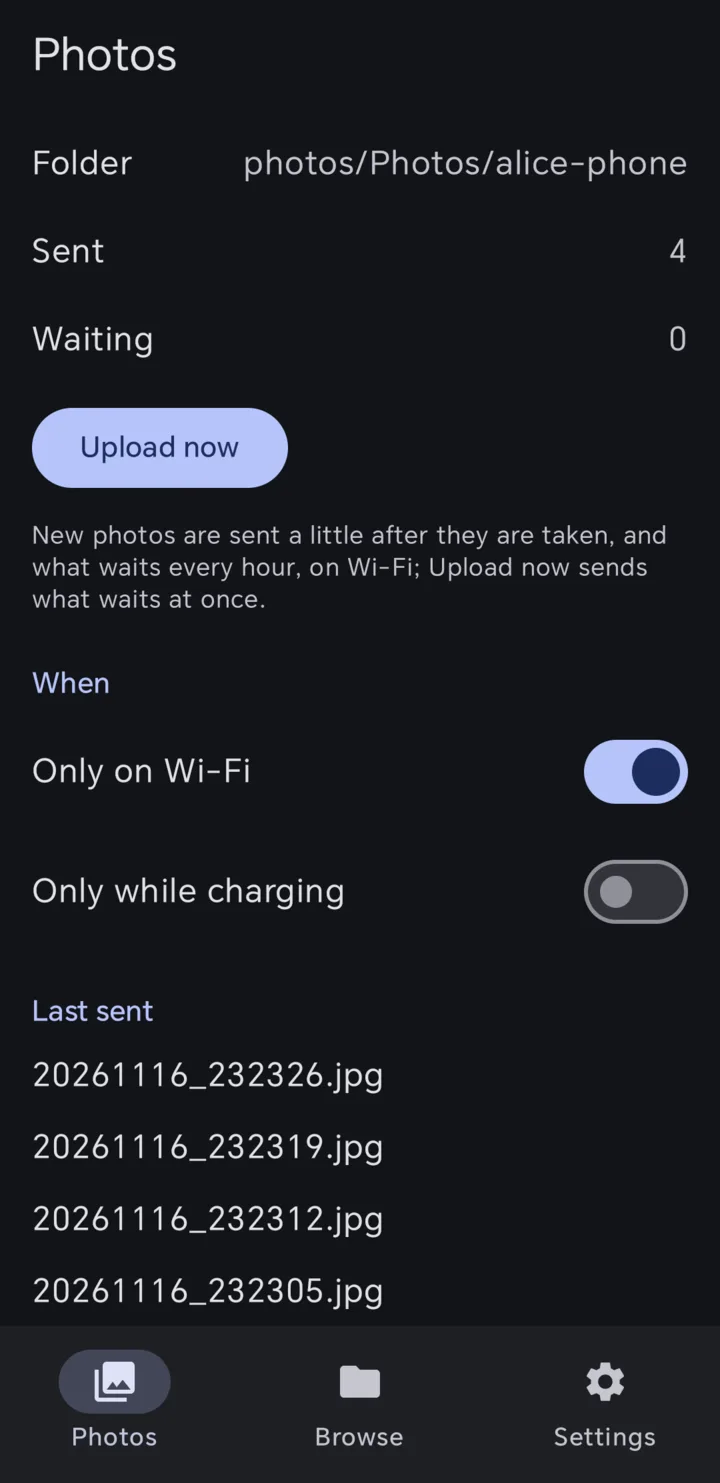 Photos
Folder photos/Photos/alice-phone
Sent 4
Waiting 0
Upload now
New photos are sent a little after they are taken, and
what waits every hour, on Wi-Fi; Upload now sends
what waits at once.
When
Only on Wi-Fi
Only while charging
Last sent
20261116_232326.jpg
20261116_232319.jpg
20261116_232312.jpg
20261116_232305.jpg
Photos Browse Settings